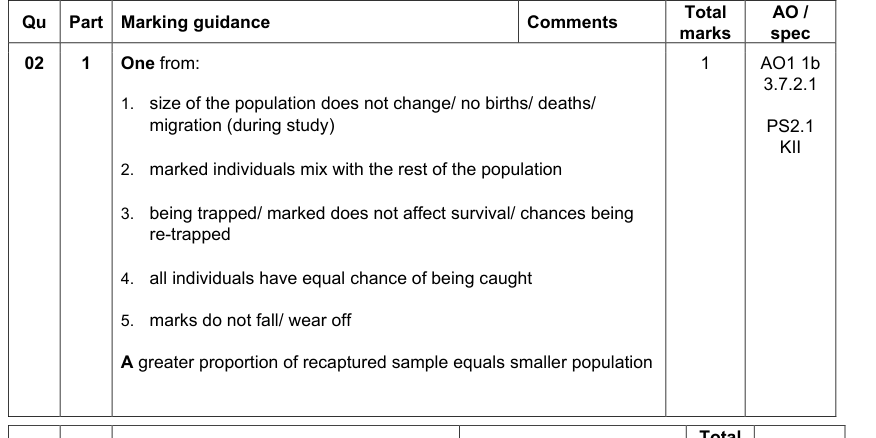 Qu Part Marking guidance Comments Total marks AO / spec
02 1 One from: 1 AO1 1b
3.7.2.1
1. size of the population does not change/ no births/ deaths/
migration (during study)
PS2.1
KII
2. marked individuals mix with the rest of the population
3. being trapped/ marked does not affect survival/ chances being
re-trapped
4. all individuals have equal chance of being caught
5. marks do not fall/ wear off
A greater proportion of recaptured sample equals smaller population
Total